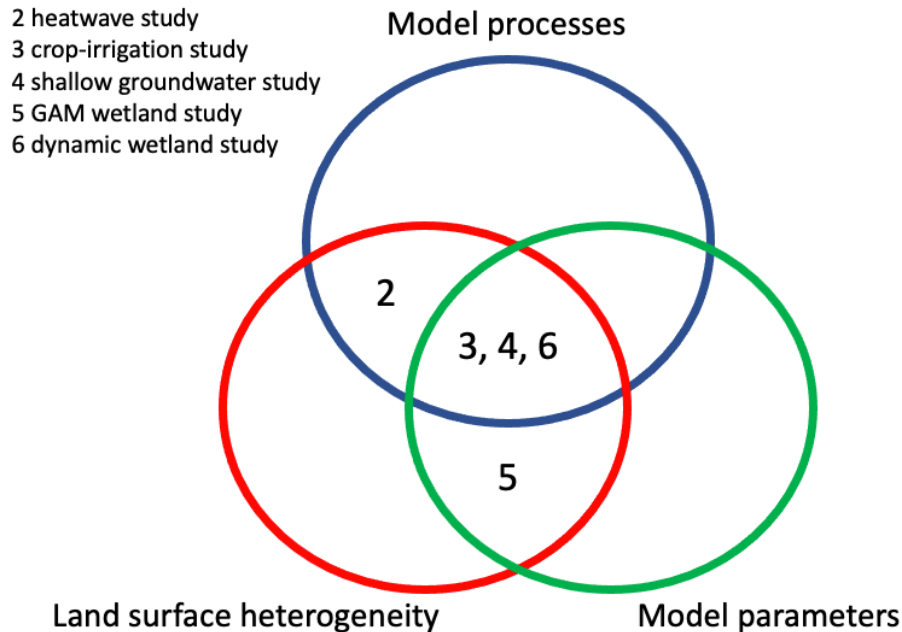 2 heatwave study
3 crop-irrigation study
4 shallow groundwater study
5 GAM wetland study
6 dynamic wetland study
Model processes
2
3, 4, 6
5
Land surface heterogeneity
Model parameters